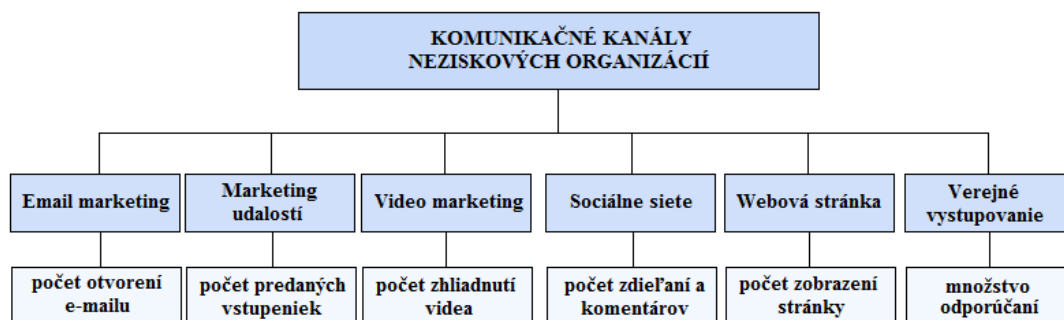 KOMUNIKAČNÉ KANÁLY
NEZISKOVÝCH ORGANIZÁCIÍ
Email marketing
Marketing
udalostí
Video marketing
Sociálne siete
Webová stránka
Verejné
vystupovanie
počet otvorení
e-mailu
počet predaných
vstupeniek
počet zhliadnutí
videa
počet zdieľaní a
komentárov
počet zobrazení
stránky
množstvo
odporúčaní